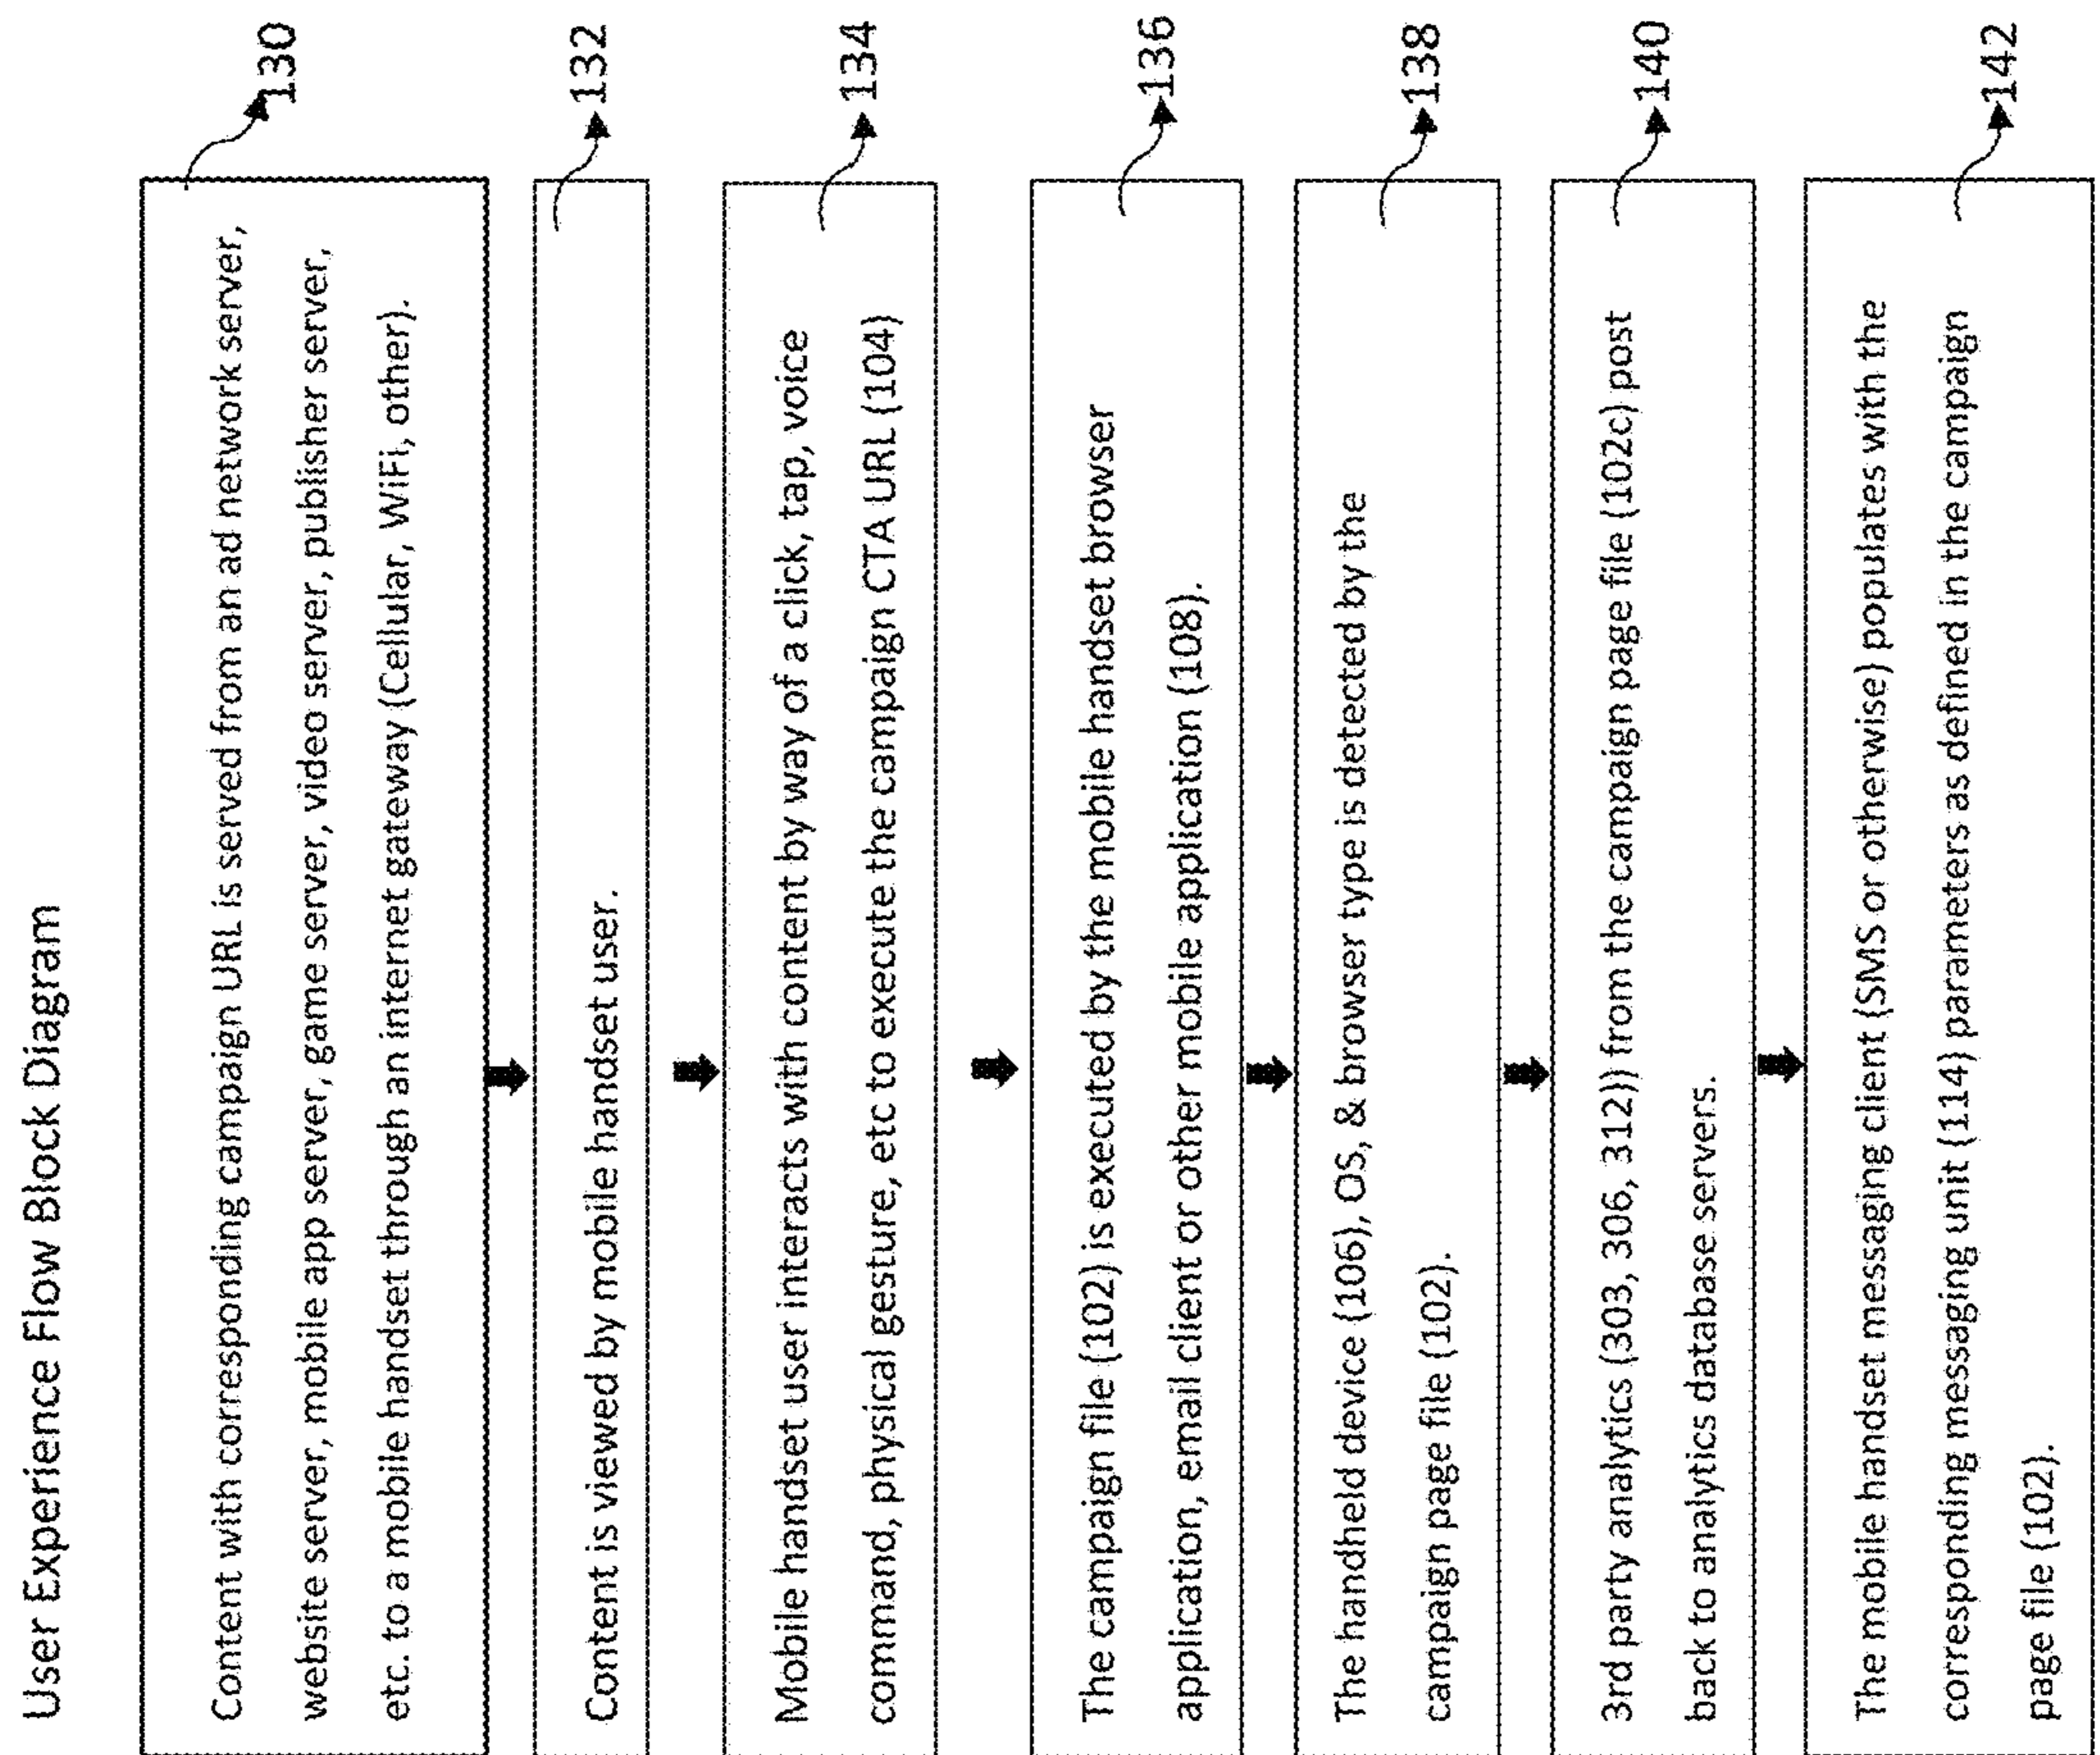 User Experience Flow Block Diagram
Content with corresponding campaign URL is served from an ad network server,
website server, mobile app server, game server, video server, publisher server,
etc. to a mobile handset through an internet gateway (Cellular, WiFi, other).
130
Content is viewed by mobile handset user.
132
Mobile handset user interacts with content by way of a click, tap, voice
command, physical gesture, etc to execute the campaign CTA URL (104)
134
The campaign file (102) is executed by the mobile handset browser
application, email client or other mobile application (108).
136
The handheld device (106), OS, & browser type is detected by the
campaign page file (102).
138
3rd party analytics (303, 306, 312)) from the campaign page file (102c) post
back to analytics database servers.
140
The mobile handset messaging client (SMS or otherwise) populates with the
corresponding messaging unit (114) parameters as defined in the campaign
page file (102).
142